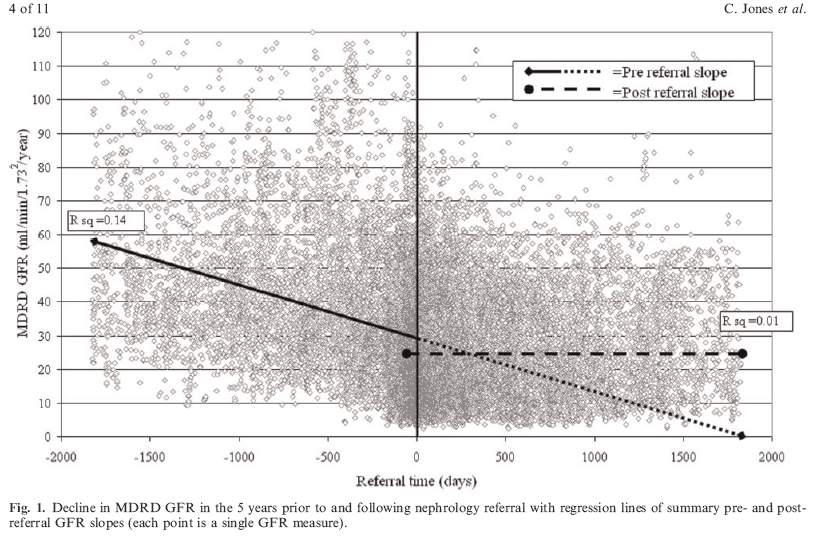 4 of 11
C. Jones et al.
120
110
100
90
80
70
60
50
40
30
20
10
0
MDRD GFR (ml/min/1.73²/year)
=Pre referral slope
=Post referral slope
R sq =0.14
R sq =0.01
-2000
-1500
-1000
-500
0
500
1000
1500
2000
Referral time (days)
Fig. 1. Decline in MDRD GFR in the 5 years prior to and following nephrology referral with regression lines of summary pre- and post-
referral GFR slopes (each point is a single GFR measure).